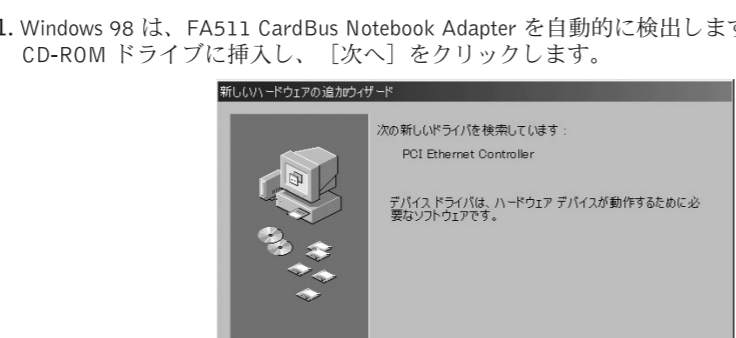 1. Windows 98 は、FA511 CardBus Notebook Adapter を自動的に検出します
CD-ROM ドライブに挿入し、［次へ］をクリックします。
新しいハードウェアの追加ウィザード
次の新しいドライバを検索しています :
PCI Ethernet Controller
デバイス ドライバは、ハードウェア デバイスが動作するために必
要なソフトウェアです。